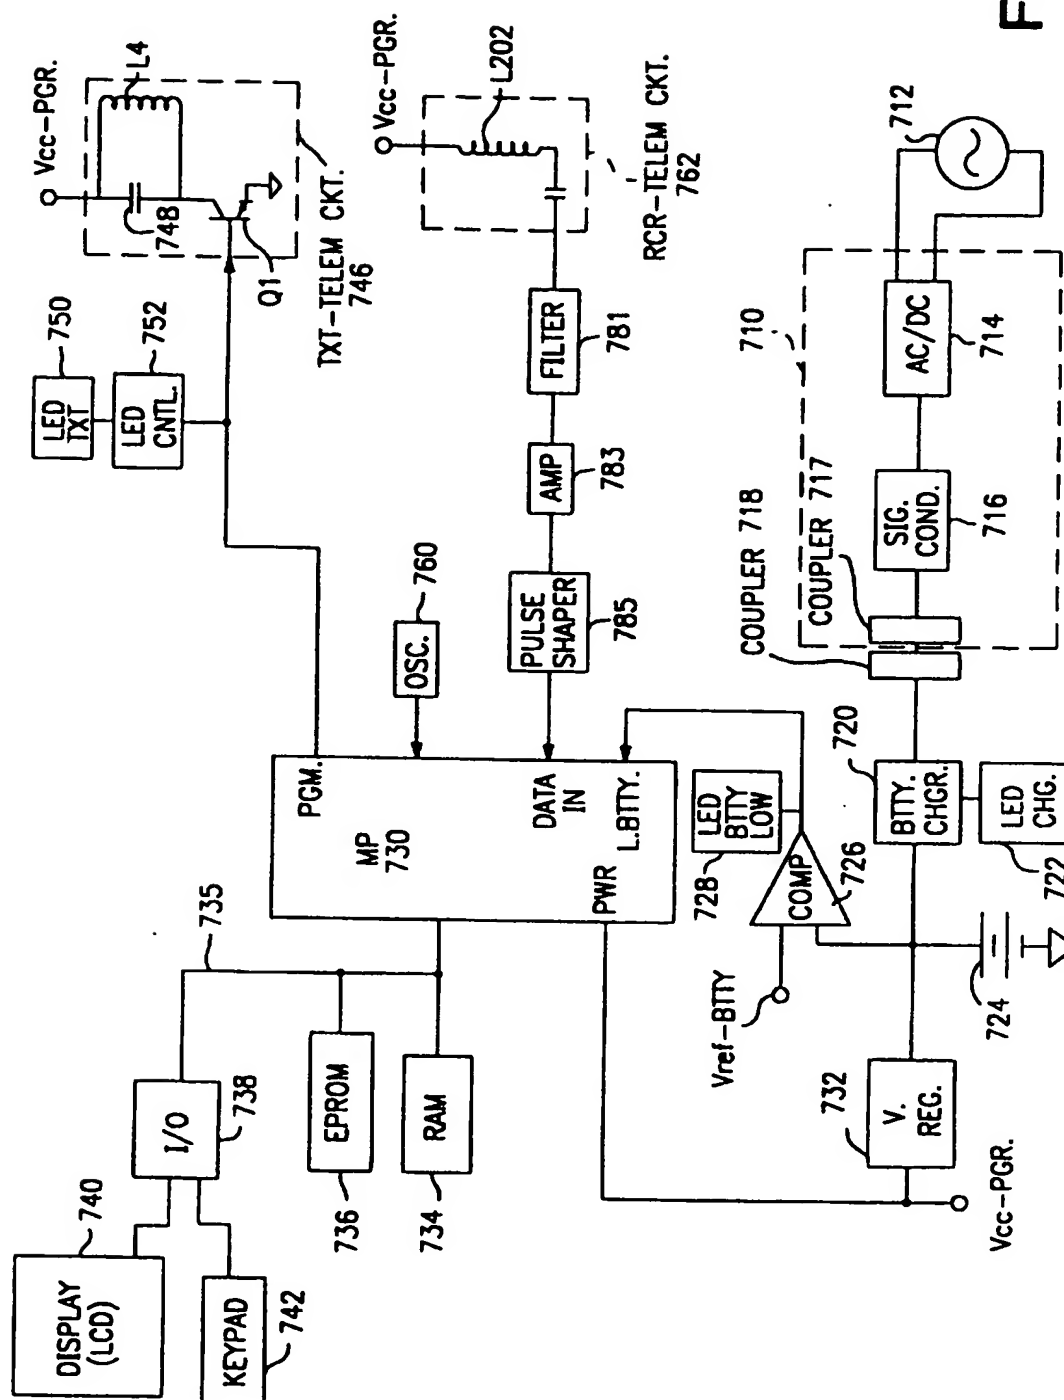 Vcc-PGR.
L4
748
Q1
TXT-TELEM CKT.
746
LED
TXT
750
LED
CNTL.
752
Vcc-PGR.
L202
RCR-TELEM CKT.
762
FILTER
781
AMP
783
PULSE
SHAPER
785
OSC.
760
PGM.
MP
730
DATA
IN
L.BTTY.
PWR
735
I/O
738
DISPLAY
(LCD)
740
KEYPAD
742
EPROM
736
RAM
734
LED
BTTY
LOW
728
COMP
726
Vref-BTTY
724
V.
REG.
732
Vcc-PGR.
BTTY.
CHGR.
720
LED
CHG.
722
COUPLER 718
COUPLER 717
710
SIG.
COND.
716
AC/DC
714
712
F